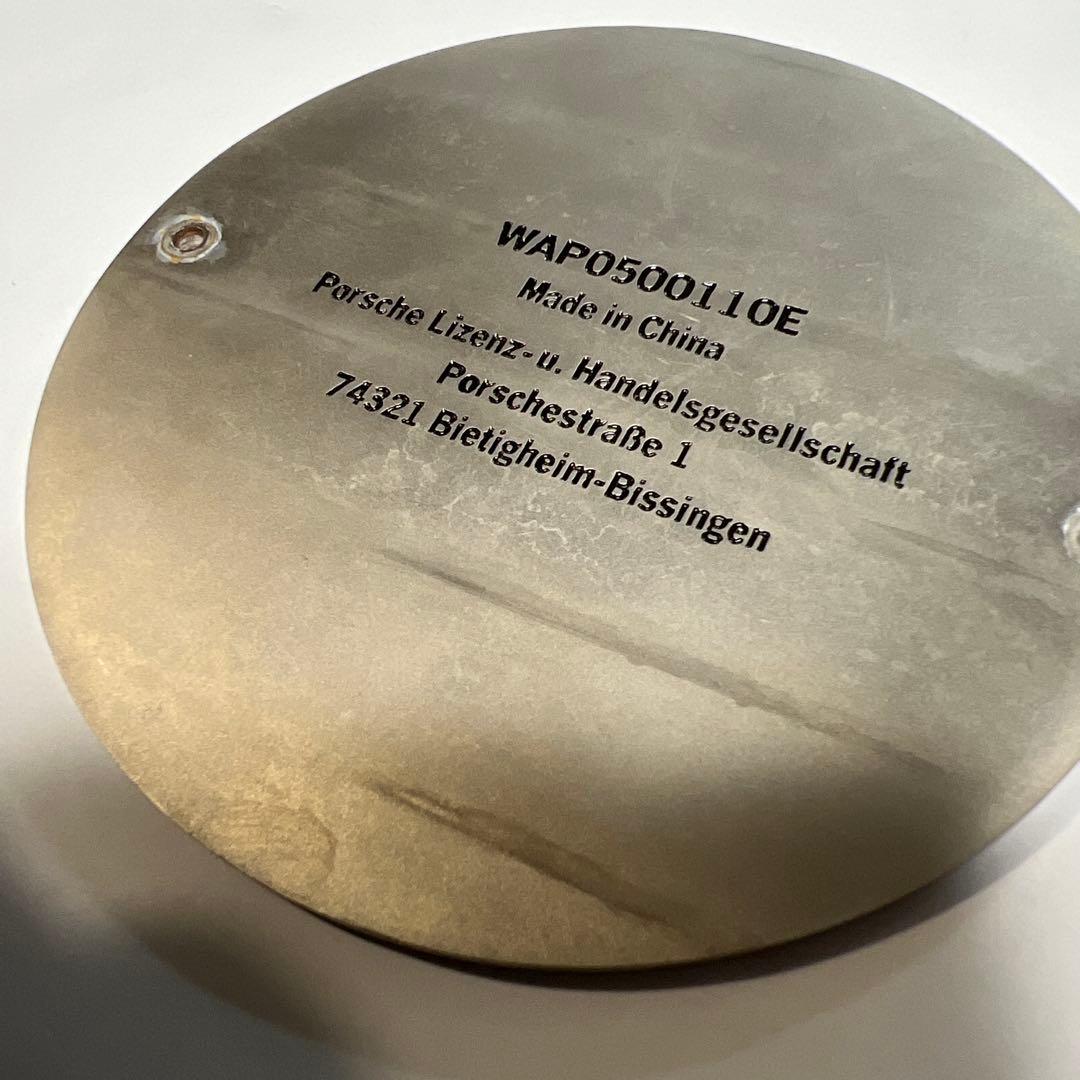 WAP0500110E
Made in China
Porsche Lizenz- u. Handelsgesellschaft
Porschestraße 1
74321 Bietigheim-Bissingen